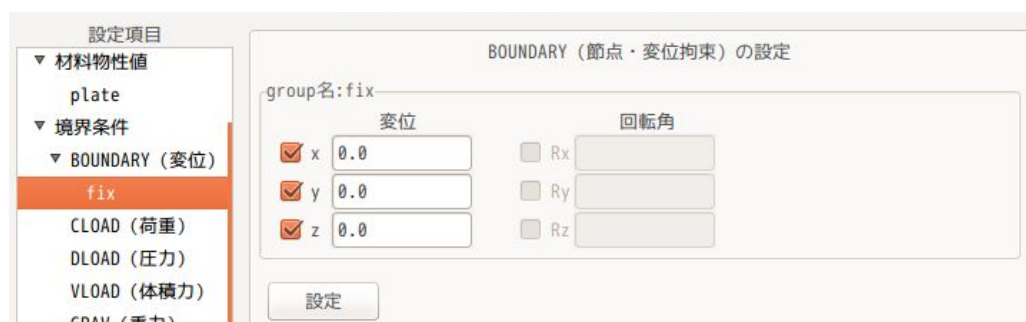 設定項目
▼ 材料物性値
plate
▼ 境界条件
▼ BOUNDARY (変位)
fix
CLOAD (荷重)
DLOAD (圧力)
VLOAD (体積力)
GRAV (重力)
BOUNDARY (節点・変位拘束) の設定
group名:fix
変位 回転角
x 0.0 Rx
y 0.0 Ry
z 0.0 Rz
設定